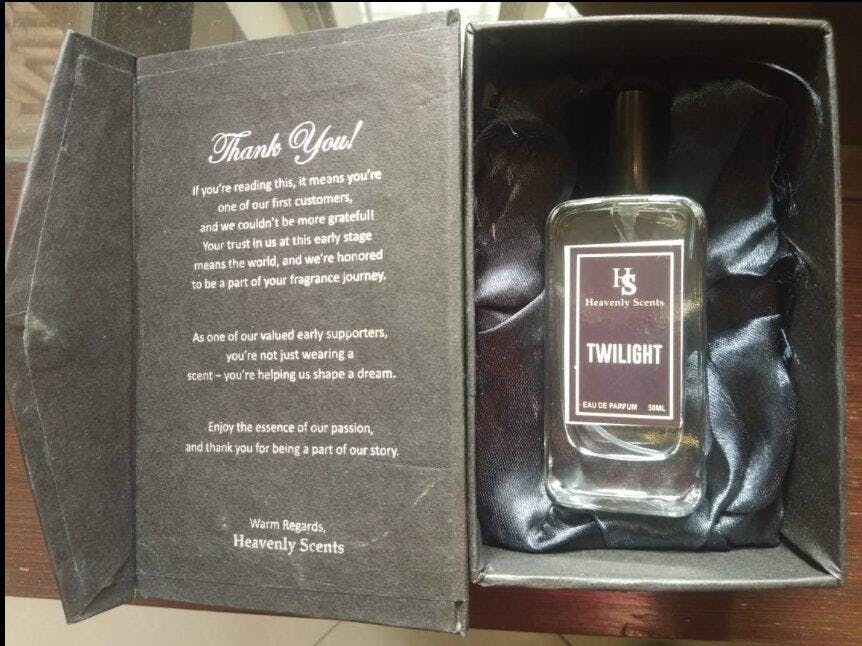 Thank You!
If you're reading this, it means you're
one of our first customers,
and we couldn't be more grateful!
Your trust in us at this early stage
means the world, and we're honored
to be a part of your fragrance journey.
As one of our valued early supporters,
you're not just wearing a
scent – you're helping us shape a dream.
Enjoy the essence of our passion,
and thank you for being a part of our story.
Warm Regards,
Heavenly Scents
HS
Heavenly Scents
TWILIGHT
EAU DE PARFUM 50ML